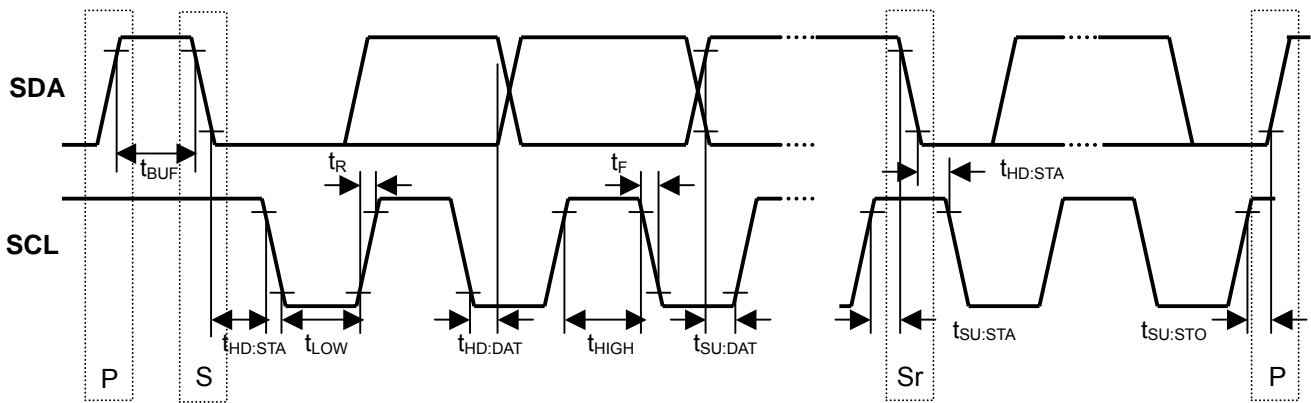 SDA
tBUF
tR
tF
tHD:STA
SCL
tHD:STA
tLOW
tHD:DAT
tHIGH
tSU:DAT
tSU:STA
tSU:STO
P
S
Sr
P